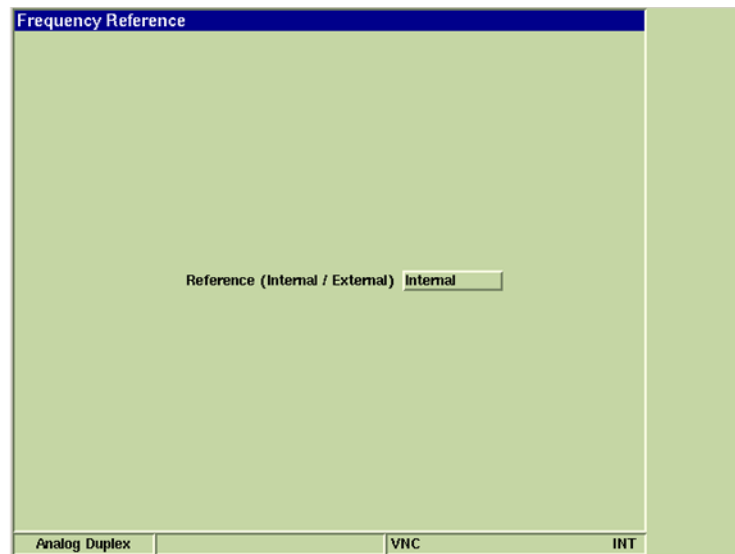 Frequency Reference
Reference (Internal / External) Internal
Analog Duplex VNC INT